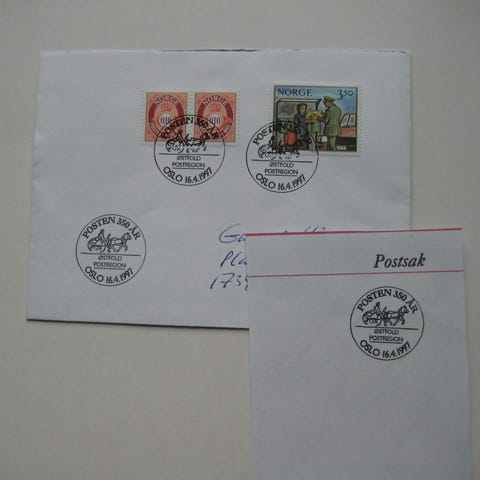 NORGE
010
NORGE
010
NORGE
3,50
POSTEN 350 ÅR
ØSTFOLD
POSTREGION
OSLO 16.4.1997
POSTEN 350 ÅR
ØSTFOLD
POSTREGION
OSLO 16.4.1997
POSTEN 350 ÅR
ØSTFOLD
POSTREGION
OSLO 16.4.1997
Postsak
POSTEN 350 ÅR
ØSTFOLD
POSTREGION
OSLO 16.4.1997